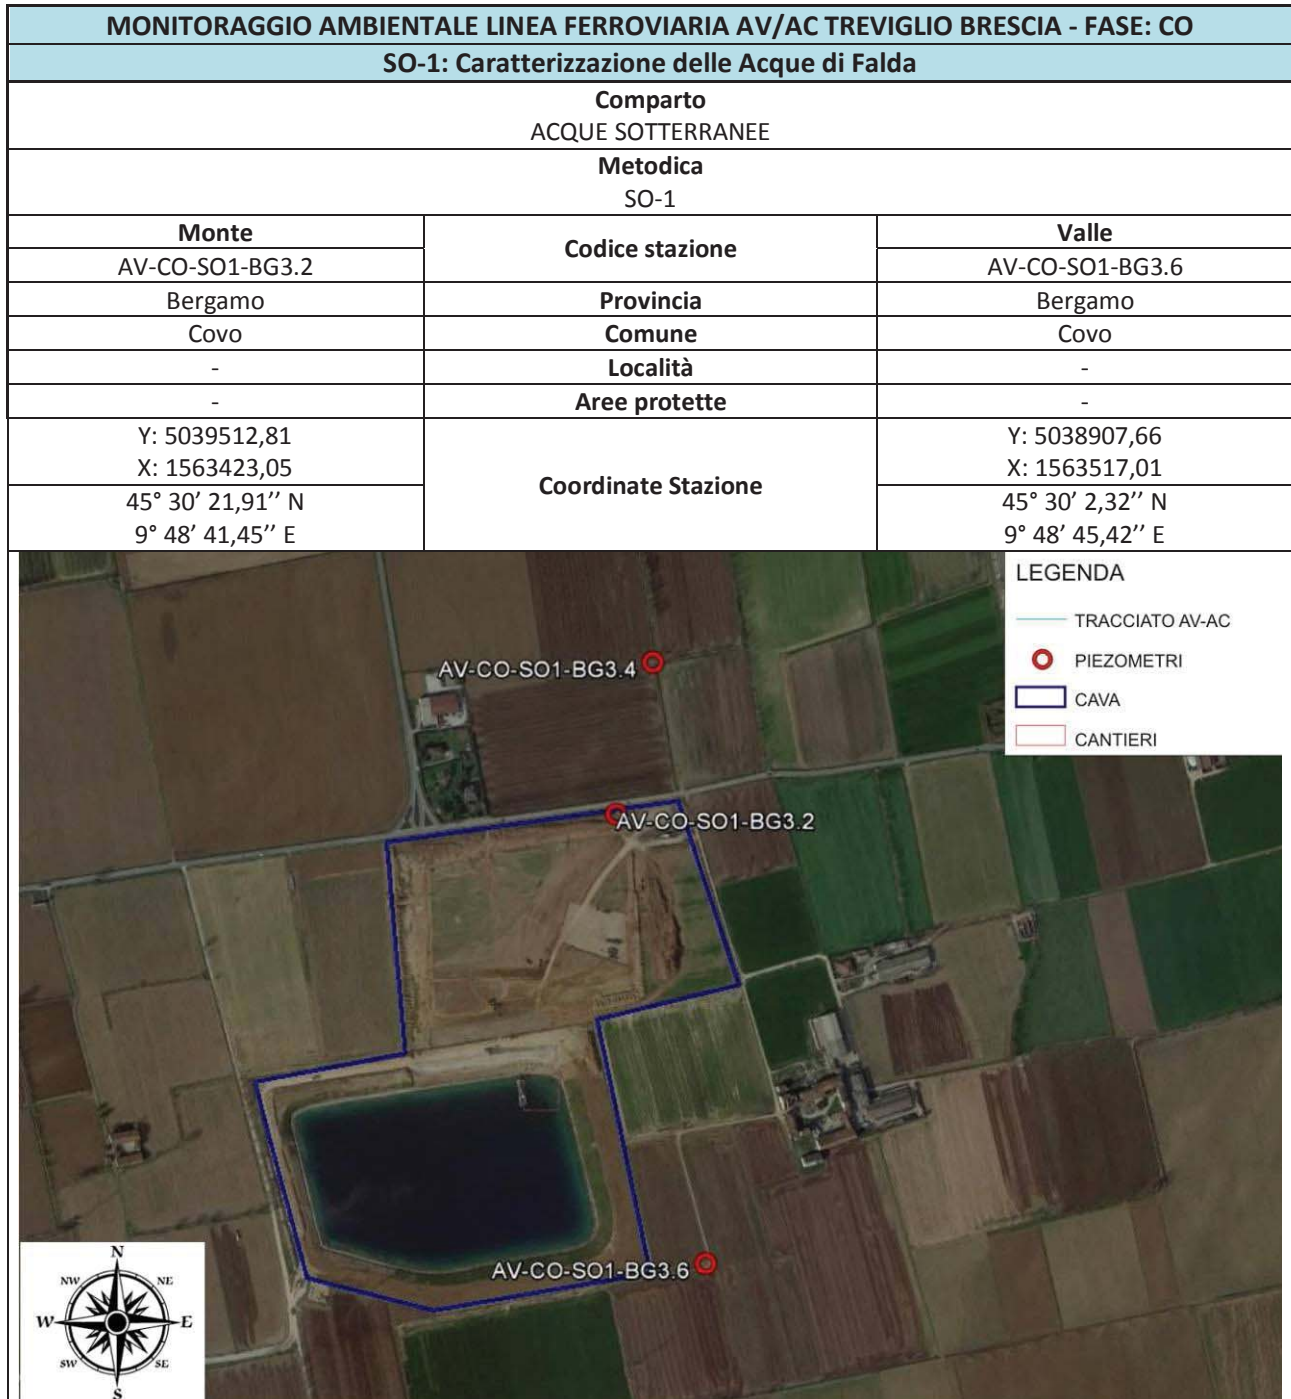 MONITORAGGIO AMBIENTALE LINEA FERROVIARIA AV/AC TREVIGLIO BRESCIA - FASE: CO
SO-1: Caratterizzazione delle Acque di Falda
Comparto
ACQUE SOTTERRANEE
Metodica
SO-1
Monte
Codice stazione
Valle
AV-CO-SO1-BG3.2
AV-CO-SO1-BG3.6
Bergamo
Provincia
Bergamo
Covo
Comune
Covo
-
Località
-
-
Aree protette
-
Y: 5039512,81
X: 1563423,05
Coordinate Stazione
Y: 5038907,66
X: 1563517,01
45° 30’ 21,91’’ N
9° 48’ 41,45’’ E
45° 30’ 2,32’’ N
9° 48’ 45,42’’ E
LEGENDA
TRACCIATO AV-AC
PIEZOMETRI
CAVA
CANTIERI
AV-CO-SO1-BG3.4
AV-CO-SO1-BG3.2
AV-CO-SO1-BG3.6
N
NW
NE
W
E
SW
SE
S